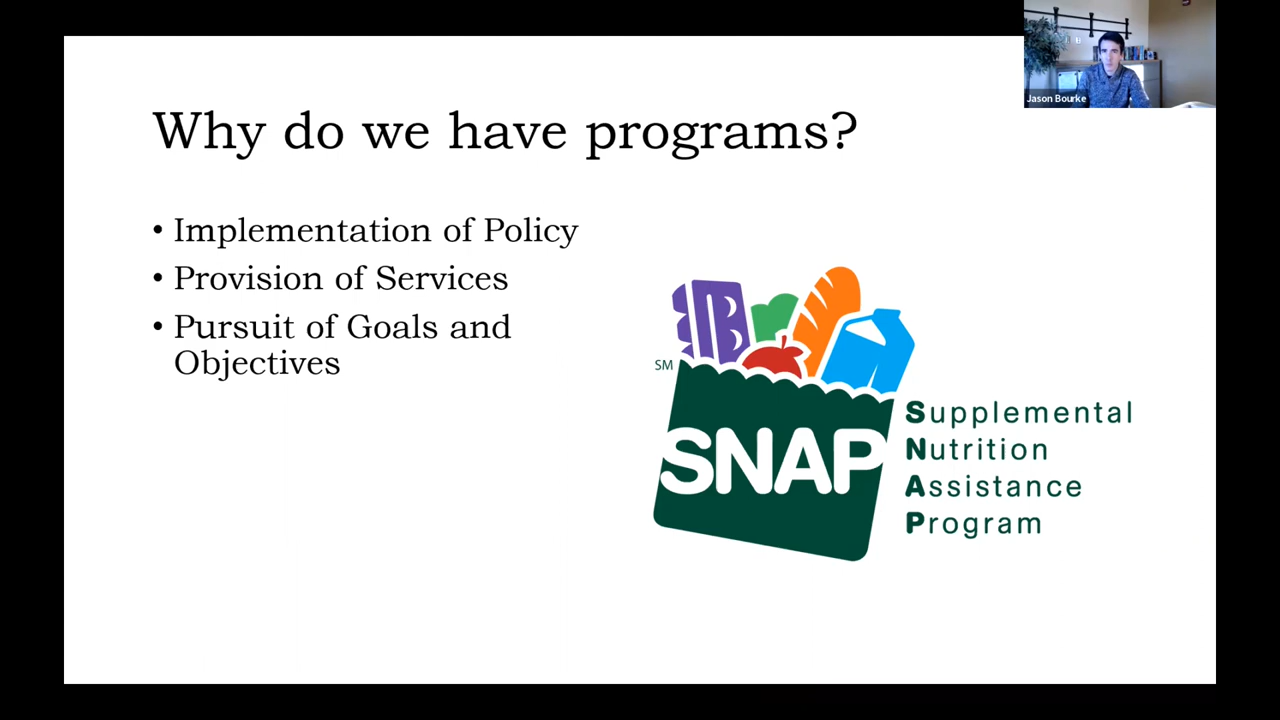 Why do we have programs?
• Implementation of Policy
• Provision of Services
• Pursuit of Goals and
Objectives
SM
SNAP
Supplemental
Nutrition
Assistance
Program
Jason Bourke